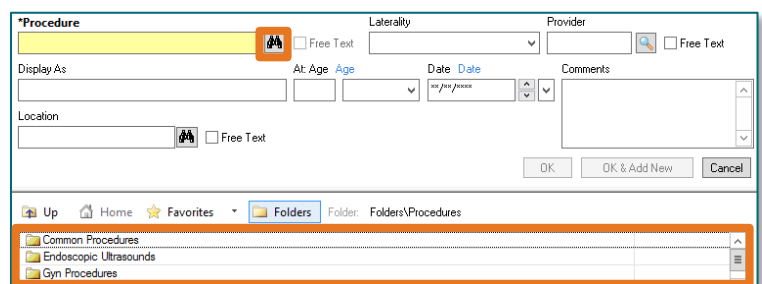 *Procedure Laterality Provider
Free Text Free Text
Display As At: Age Age Date Date Comments
**/**/****
Location
Free Text
OK OK & Add New Cancel
Up Home Favorites Folders Folder: Folders\Procedures
Common Procedures
Endoscopic Ultrasounds
Gyn Procedures